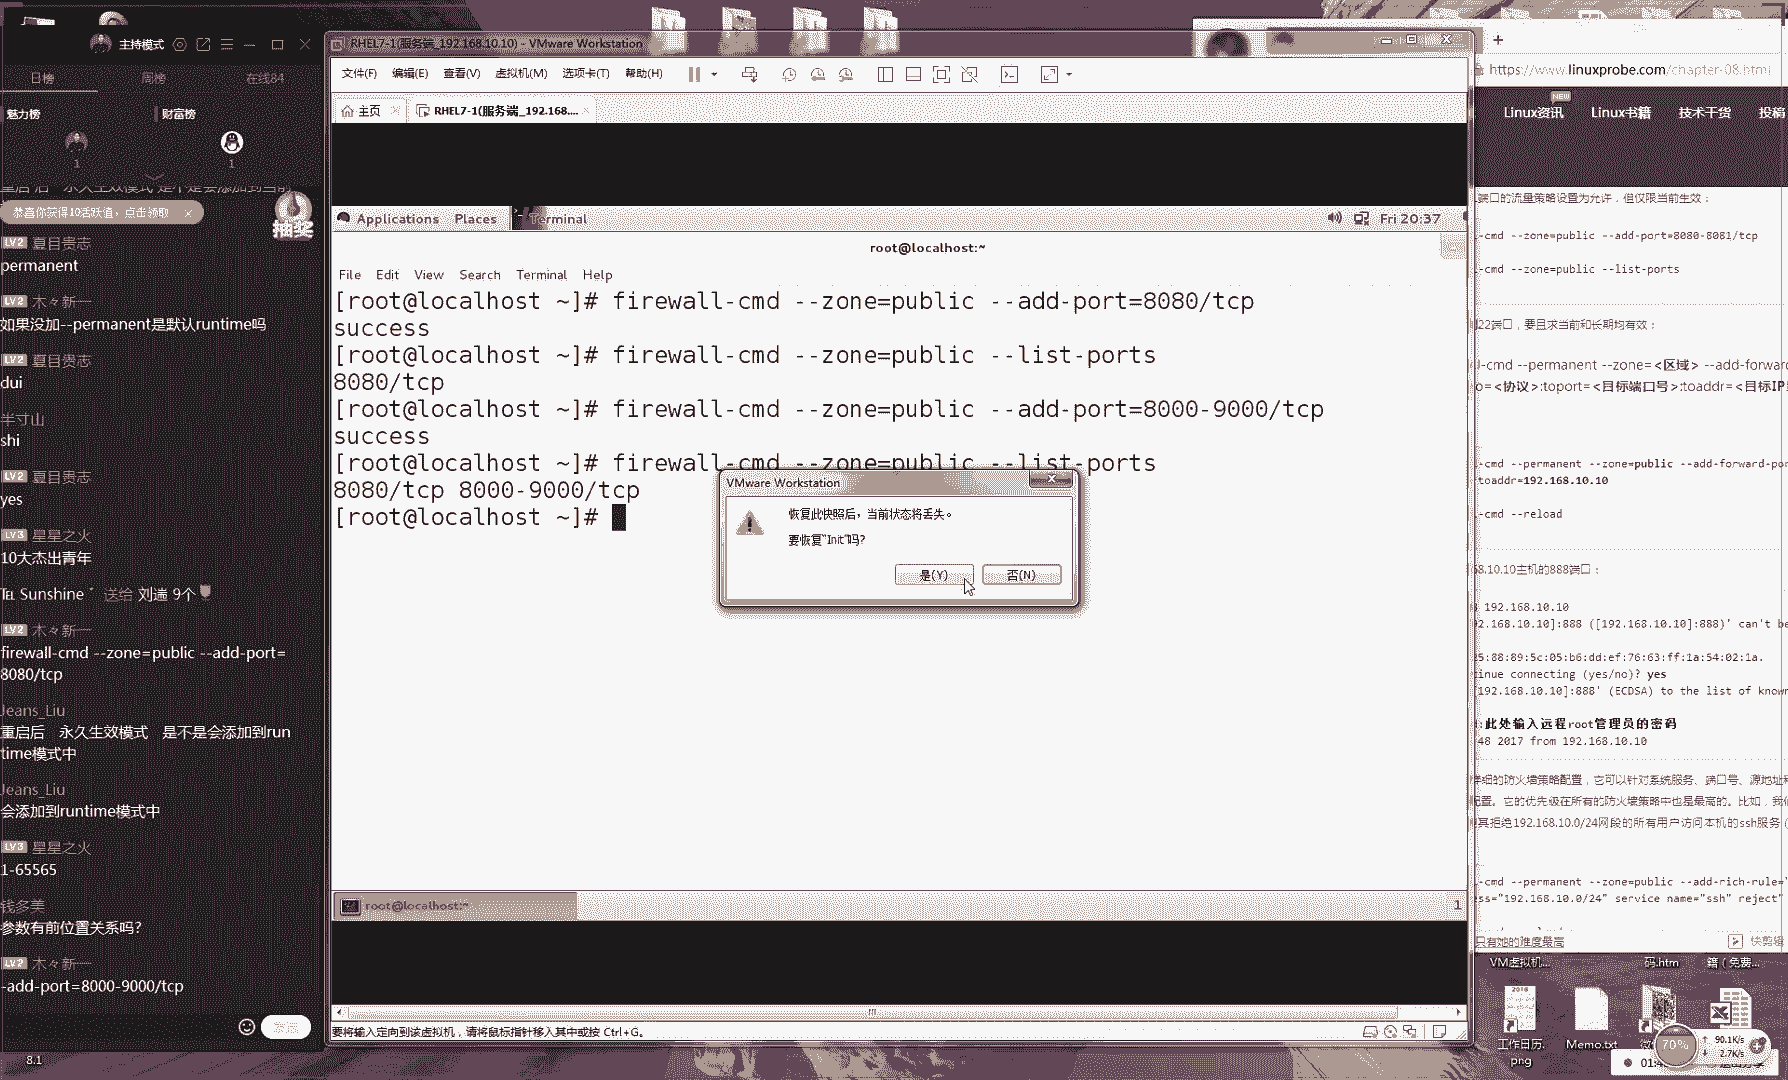 主持模式
日榜 周榜 在线84
魅力榜 财富榜
1 1
恭喜你获得10活跃值，点击领取
抽奖
LV2 夏目贵志
permanent
LV2 木々新一
如果没加--permanent是默认runtime吗
LV2 夏目贵志
dui
半寸山
shi
LV2 夏目贵志
yes
LV3 星星之火
10大杰出青年
℡ Sunshine 送给 刘遄 9个
LV2 木々新一
firewall-cmd --zone=public --add-port=
8080/tcp
Jeans_Liu
重启后 永久生效模式 是不是会添加到run
time模式中
Jeans_Liu
会添加到runtime模式中
LV3 星星之火
1-65565
钱多美
参数有前位置关系吗?
LV2 木々新一
-add-port=8000-9000/tcp
发送
8.1
RHEL7-1(服务端_192.168.10.10) - VMware Workstation
文件(F) 编辑(E) 查看(V) 虚拟机(M) 选项卡(T) 帮助(H)
主页 RHEL7-1(服务端_192.168....
Applications Places Terminal Fri 20:37
root@localhost:~
File Edit View Search Terminal Help
[root@localhost ~]# firewall-cmd --zone=public --add-port=8080/tcp
success
[root@localhost ~]# firewall-cmd --zone=public --list-ports
8080/tcp
[root@localhost ~]# firewall-cmd --zone=public --add-port=8000-9000/tcp
success
[root@localhost ~]# firewall-cmd --zone=public --list-ports
8080/tcp 8000-9000/tcp
[root@localhost ~]#
VMware Workstation
恢复此快照后，当前状态将丢失。
要恢复“Init”吗?
是(Y) 否(N)
root@localhost:~ 1
要将输入定向到该虚拟机，请将鼠标指针移入其中或按 Ctrl+G。
https://www.linuxprobe.com/chapter-08.html
NEW
Linux资讯 Linux书籍 技术干货 投稿
端口的流量策略设置为允许，但仅限当前生效：
-cmd --zone=public --add-port=8080-8081/tcp
-cmd --zone=public --list-ports
22端口，要且求当前和长期均有效：
-cmd --permanent --zone=<区域> --add-forward
o=<协议>:toport=<目标端口号>:toaddr=<目标IP
-cmd --permanent --zone=public --add-forward-por
toaddr=192.168.10.10
-cmd --reload
68.10.10主机的888端口：
192.168.10.10
2.168.10.10]:888 ([192.168.10.10]:888)' can't be
25:88:89:5c:05:b6:dd:ef:76:63:ff:1a:54:02:1a.
inue connecting (yes/no)? yes
[192.168.10.10]:888' (ECDSA) to the list of known
:此处输入远程root管理员的密码
48 2017 from 192.168.10.10
详细的防火墙策略配置，它可以针对系统服务、端口号、源地址和
配置。它的优先级在所有的防火墙策略中也是最高的。比如，我们
其拒绝192.168.10.0/24网段的所有用户访问本机的ssh服务（
-cmd --permanent --zone=public --add-rich-rule="
ess="192.168.10.0/24" service name="ssh" reject"
只有她的难度最高 快剪辑
VM虚拟机... 码.htm 籍（免费...
工作日历.
png
Memo.txt
70%
90.1K/s
2.7K/s